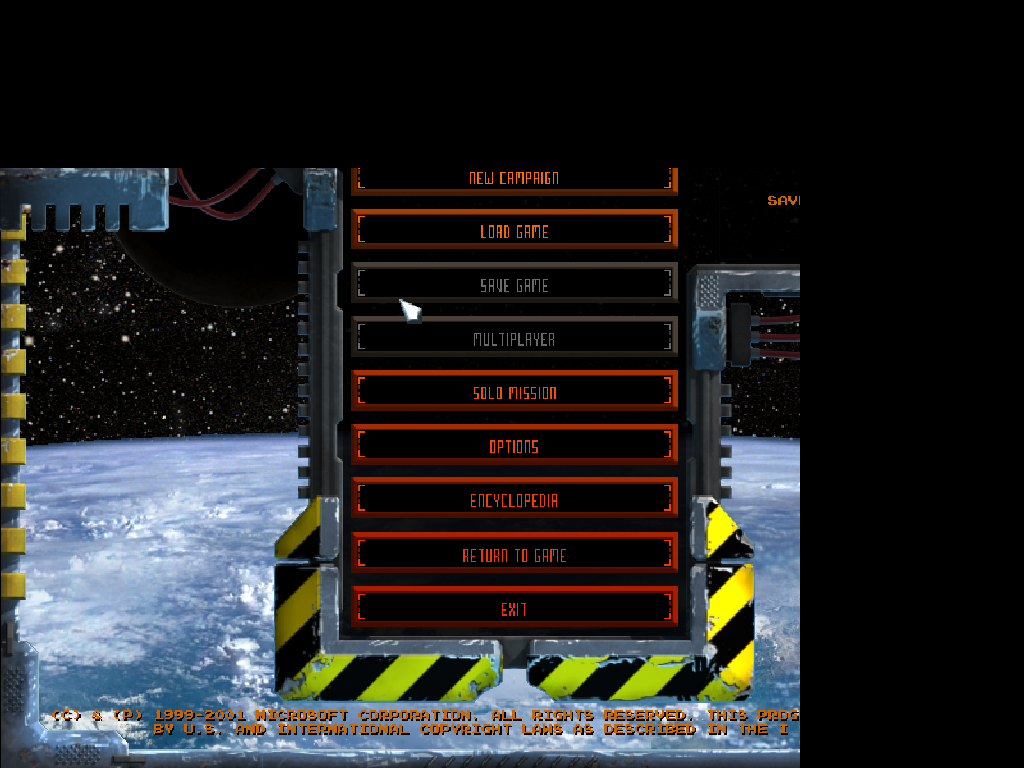 NEW CAMPAIGN
SAVI
LOAD GAME
SAVE GAME
MULTIPLAYER
SOLO MISSION
OPTIONS
ENCYCLOPEDIA
RETURN TO GAME
EXIT
(C) & (P) 1999-2001 MICROSOFT CORPORATION. ALL RIGHTS RESERVED. THIS PROG
BY U.S. AND INTERNATIONAL COPYRIGHT LAWS AS DESCRIBED IN THE I